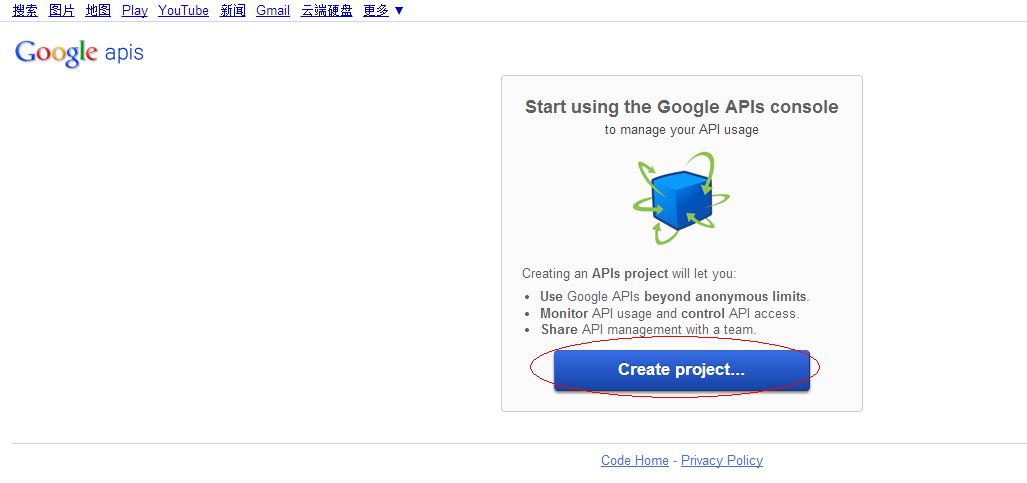 搜索 图片 地图 Play YouTube 新闻 Gmail 云端硬盘 更多 ▼
Google apis
Start using the Google APIs console
to manage your API usage
Creating an APIs project will let you:
• Use Google APIs beyond anonymous limits.
• Monitor API usage and control API access.
• Share API management with a team.
Create project...
Code Home - Privacy Policy